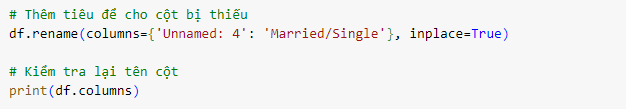 # Thêm tiêu để cho cột bị thiếu
df.rename(columns={'Unnamed: 4': 'Married/Single'}, inplace=True)
# Kiểm tra lại tên cột
print(df.columns)